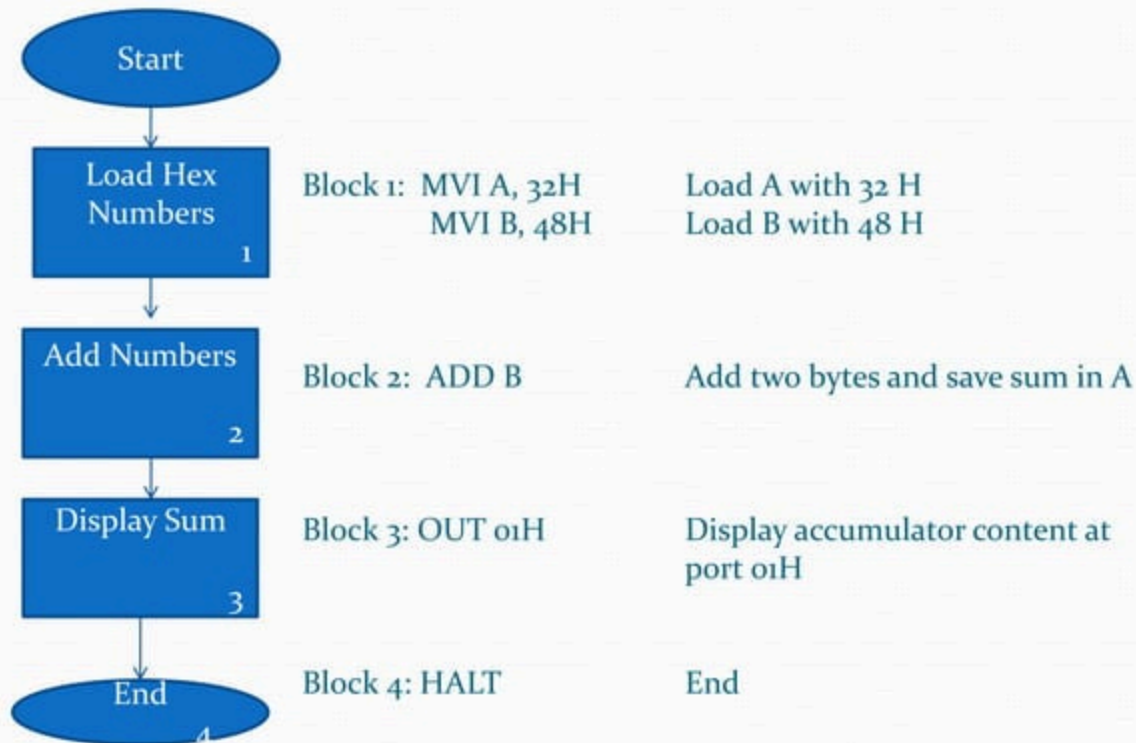 Start
Load Hex
Numbers
1
Block 1: MVI A, 32H
Load A with 32 H
MVI B, 48H
Load B with 48 H
Add Numbers
2
Block 2: ADD B
Add two bytes and save sum in A
Display Sum
3
Block 3: OUT 01H
Display accumulator content at
port 01H
End
4
Block 4: HALT
End